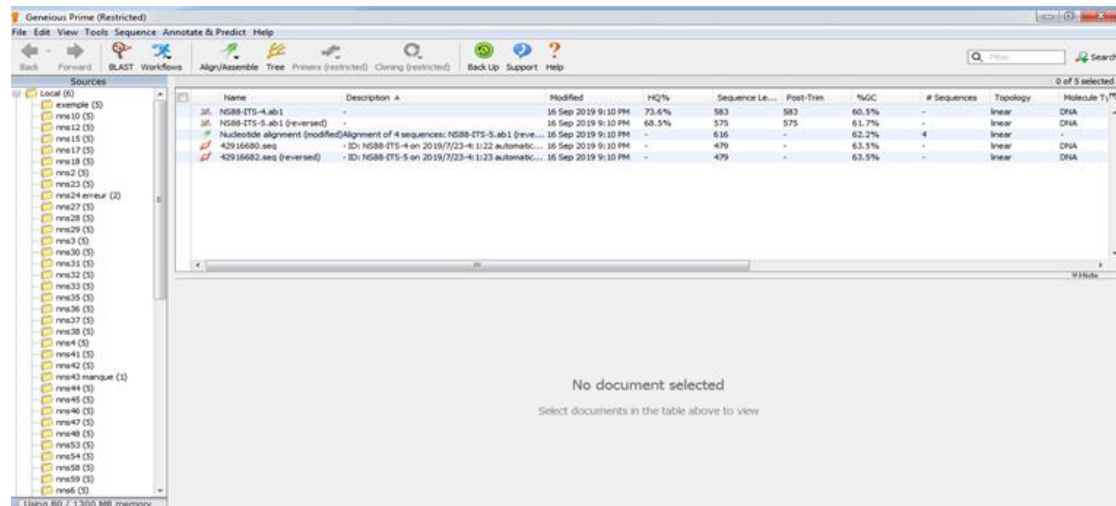 Geneious Prime (Restricted)
File Edit View Tools Sequence Annotate & Predict Help
Back Forward BLAST Workflows Align/Assemble Tree Primers (restricted) Cloning (restricted) Back Up Support Help Filter Search
Sources 0 of 5 selected
Name Description Modified HQ% Sequence Le... Post-Trim %GC # Sequences Topology Molecule Ty
NS88-ITS-4.ab1 - 16 Sep 2019 9:10 PM 73.6% 583 583 60.5% - linear DNA
NS88-ITS-5.ab1 (reversed) - 16 Sep 2019 9:10 PM 68.5% 575 575 61.7% - linear DNA
Nucleotide alignment (modified) Alignment of 4 sequences: NS88-ITS-5.ab1 (reve... 16 Sep 2019 9:10 PM - 616 - 62.2% 4 linear -
42916680.seq - ID: NS88-ITS-4 on 2019/7/23-4:1:22 automatic... 16 Sep 2019 9:10 PM - 479 - 63.5% - linear DNA
42916682.seq (reversed) - ID: NS88-ITS-5 on 2019/7/23-4:1:23 automatic... 16 Sep 2019 9:10 PM - 479 - 63.5% - linear DNA
Hide
Local (6)
exemple (5)
nns10 (5)
nns12 (5)
nns15 (5)
nns17 (5)
nns18 (5)
nns2 (5)
nns23 (5)
nns24 erreur (2)
nns27 (5)
nns28 (5)
nns29 (5)
nns3 (5)
nns30 (5)
nns31 (5)
nns32 (5)
nns33 (5)
nns35 (5)
nns36 (5)
nns37 (5)
nns38 (5)
nns4 (5)
nns41 (5)
nns42 (5)
nns43 manque (1)
nns44 (5)
nns45 (5)
nns46 (5)
nns47 (5)
nns48 (5)
nns53 (5)
nns54 (5)
nns58 (5)
nns59 (5)
nns6 (5)
No document selected
Select documents in the table above to view
Using 80 / 1300 MB memory